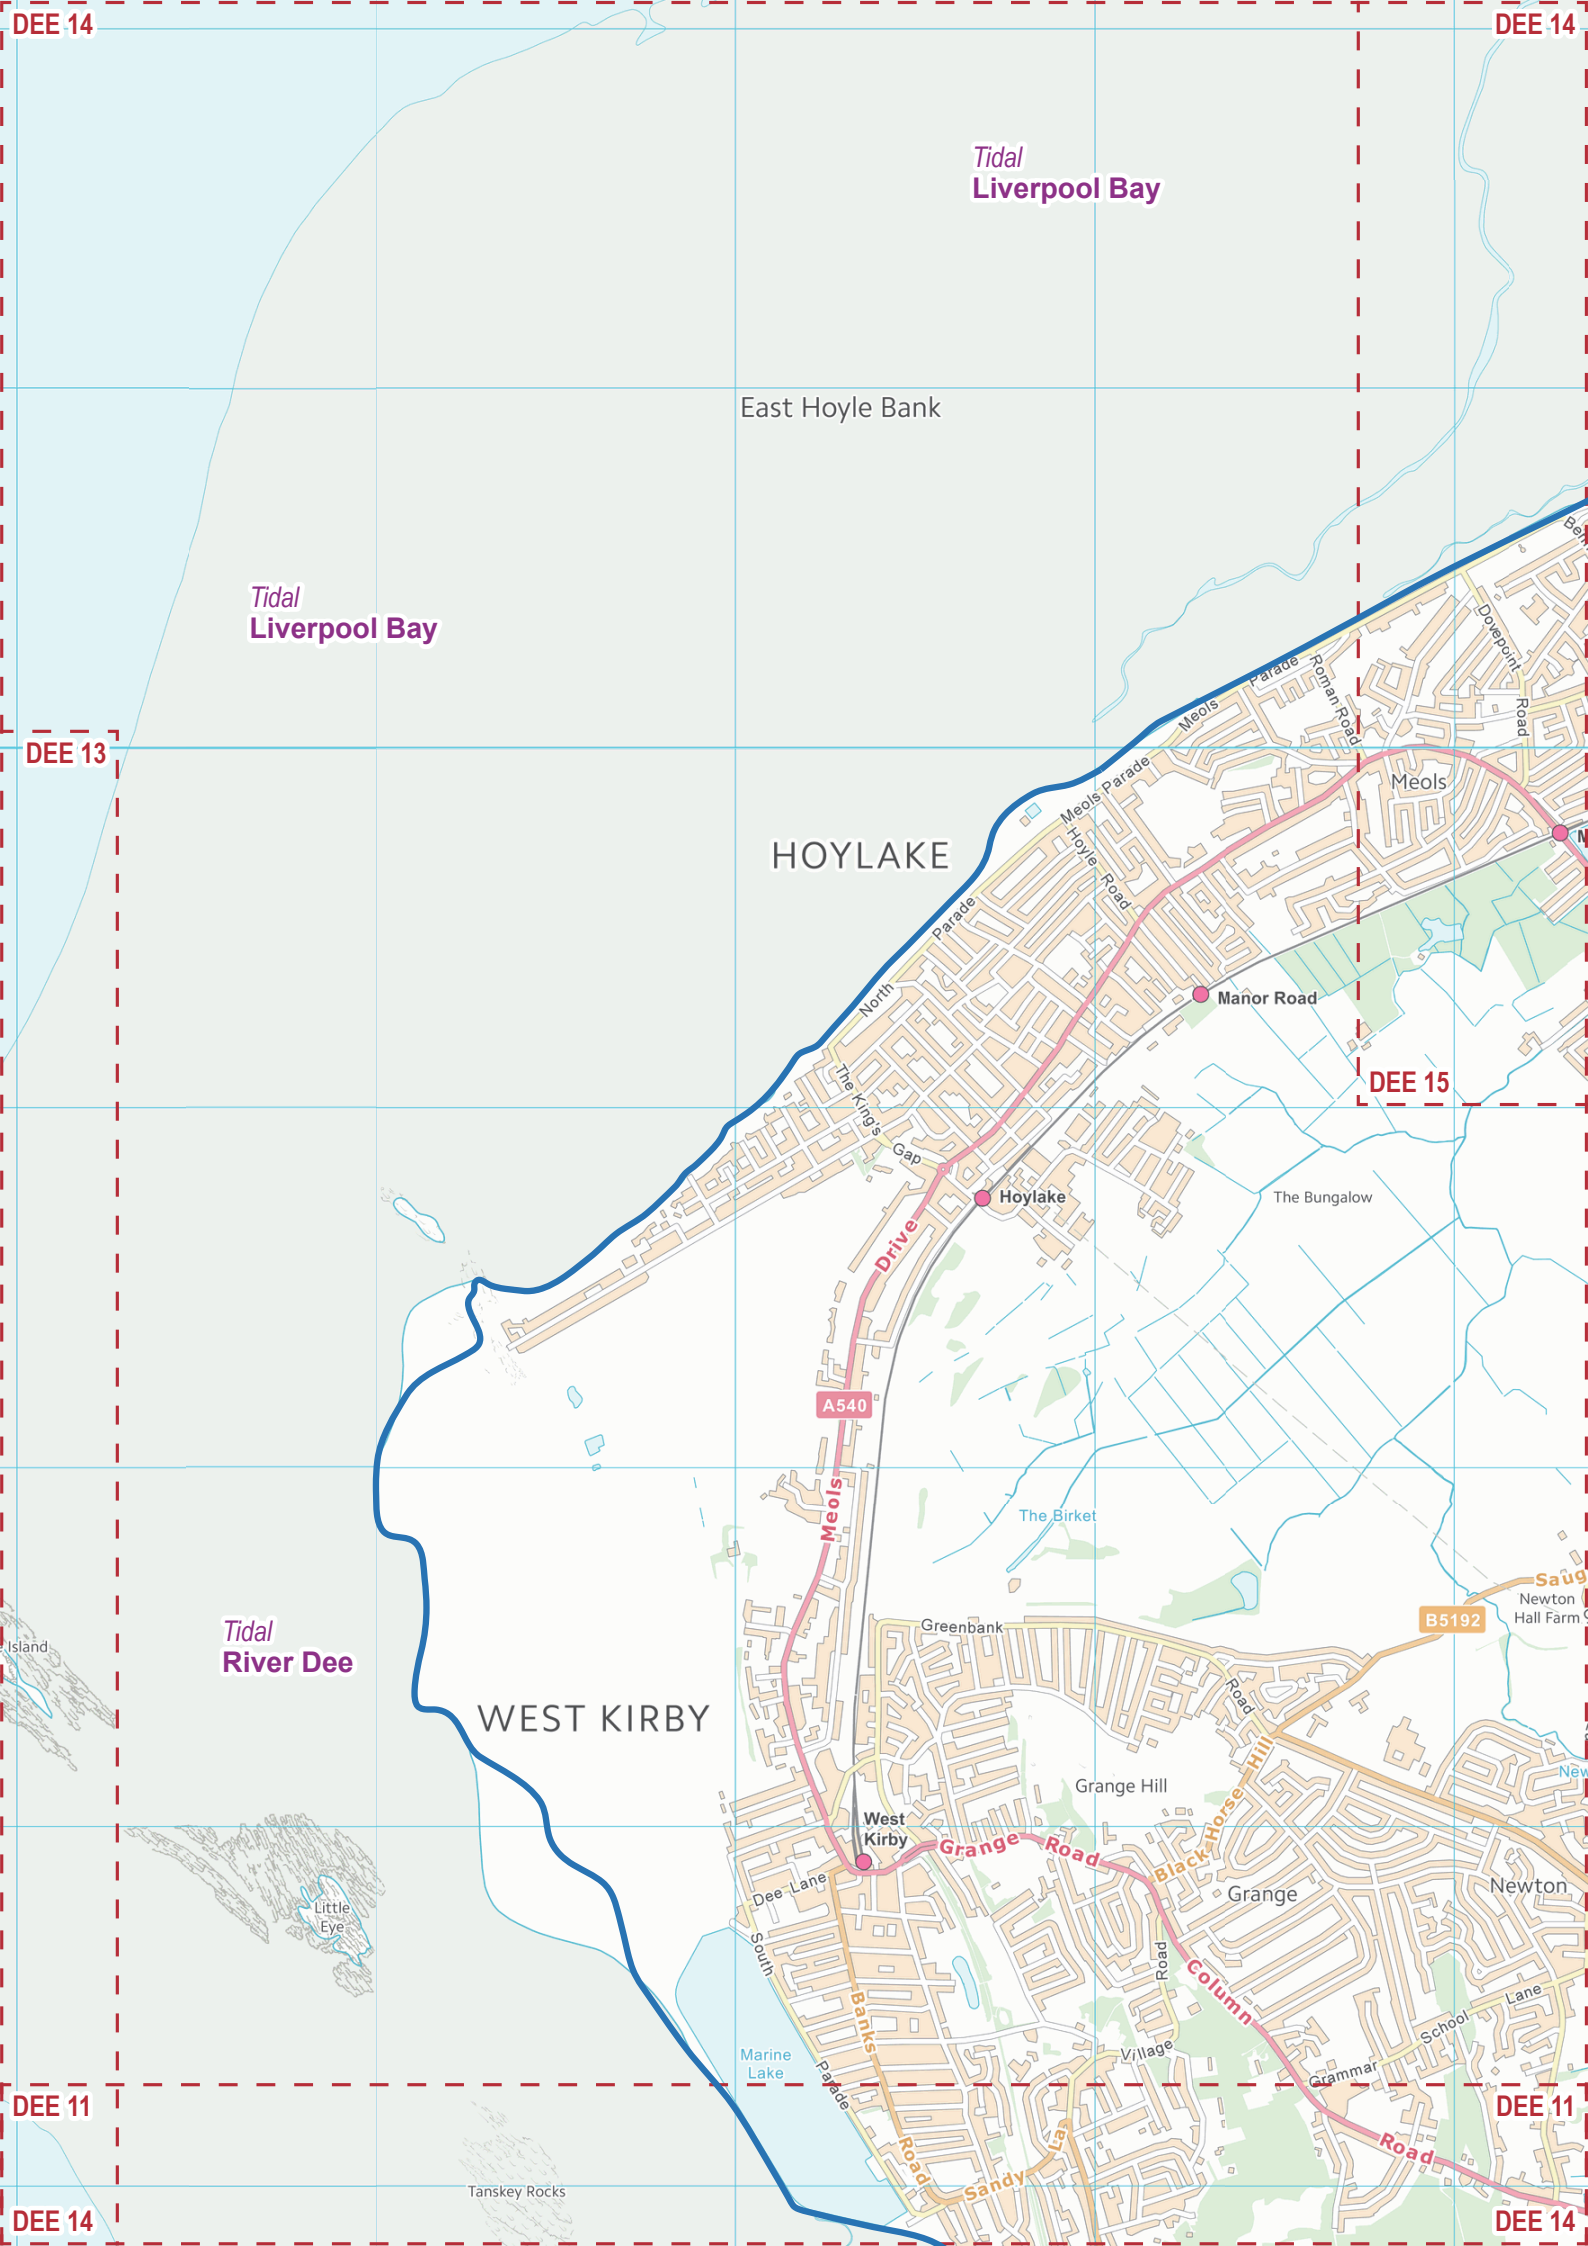 DEE 14
DEE 14
Tidal
Liverpool Bay
East Hoyle Bank
Tidal
Liverpool Bay
Dovepoint
Road
Meols
Parade
Roman Road
DEE 13
Meols
Meols Parade
HOYLAKE
Hoyle Road
North
Parade
Manor Road
DEE 15
The King's
Gap
Hoylake
The Bungalow
Drive
A540
Meols
The Birket
Newton
Hall Farm
B5192
Greenbank
Road
Island
Tidal
River Dee
WEST KIRBY
Grange Hill
Black Horse Hill
West
Kirby
Grange Road
Dee Lane
Grange
Newton
Little
Eye
South
Parade
Road
Column
Road
Banks
Road
School Lane
Grammar
Village
Marine
Lake
DEE 11
DEE 11
Sandy La
Tanskey Rocks
DEE 14
DEE 14